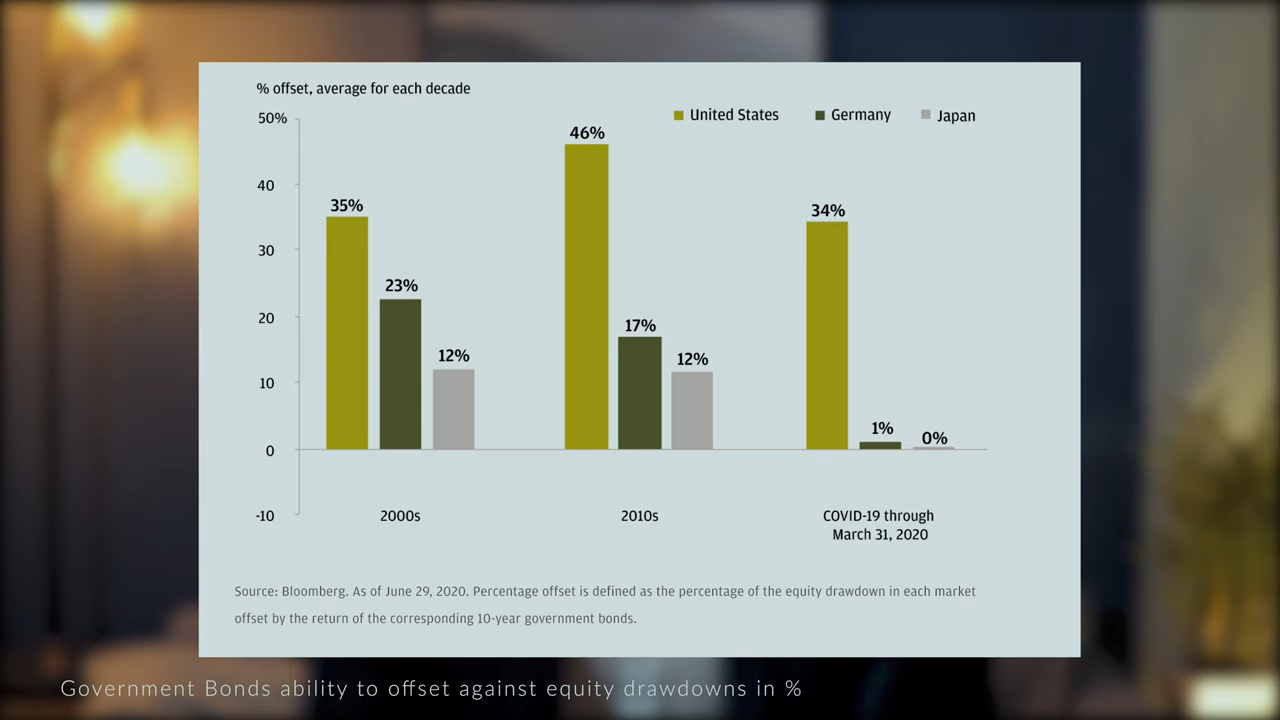 % offset, average for each decade
United States
Germany
Japan
50%
40
30
20
10
0
-10
35%
23%
12%
46%
17%
12%
34%
1%
0%
2000s
2010s
COVID-19 through
March 31, 2020
Source: Bloomberg. As of June 29, 2020. Percentage offset is defined as the percentage of the equity drawdown in each market
offset by the return of the corresponding 10-year government bonds.
Government Bonds ability to offset against equity drawdowns in %